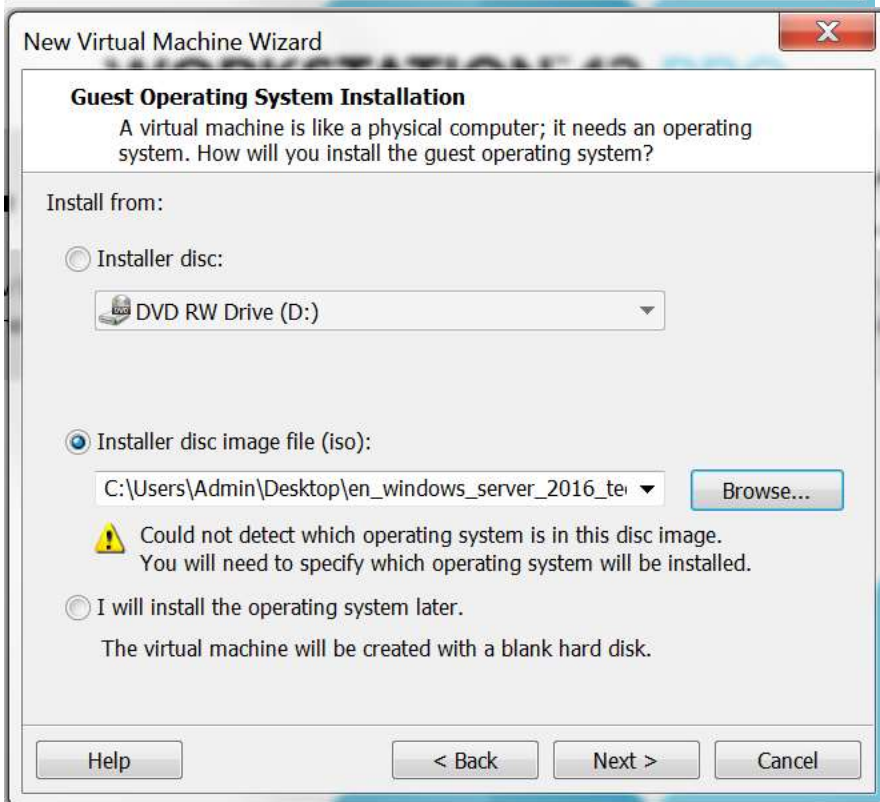 New Virtual Machine Wizard
WORKSTATION 12 PRO
Guest Operating System Installation
A virtual machine is like a physical computer; it needs an operating
system. How will you install the guest operating system?
Install from:
Installer disc:
DVD RW Drive (D:)
Installer disc image file (iso):
C:\Users\Admin\Desktop\en_windows_server_2016_te
Browse...
Could not detect which operating system is in this disc image.
You will need to specify which operating system will be installed.
I will install the operating system later.
The virtual machine will be created with a blank hard disk.
Help
< Back
Next >
Cancel